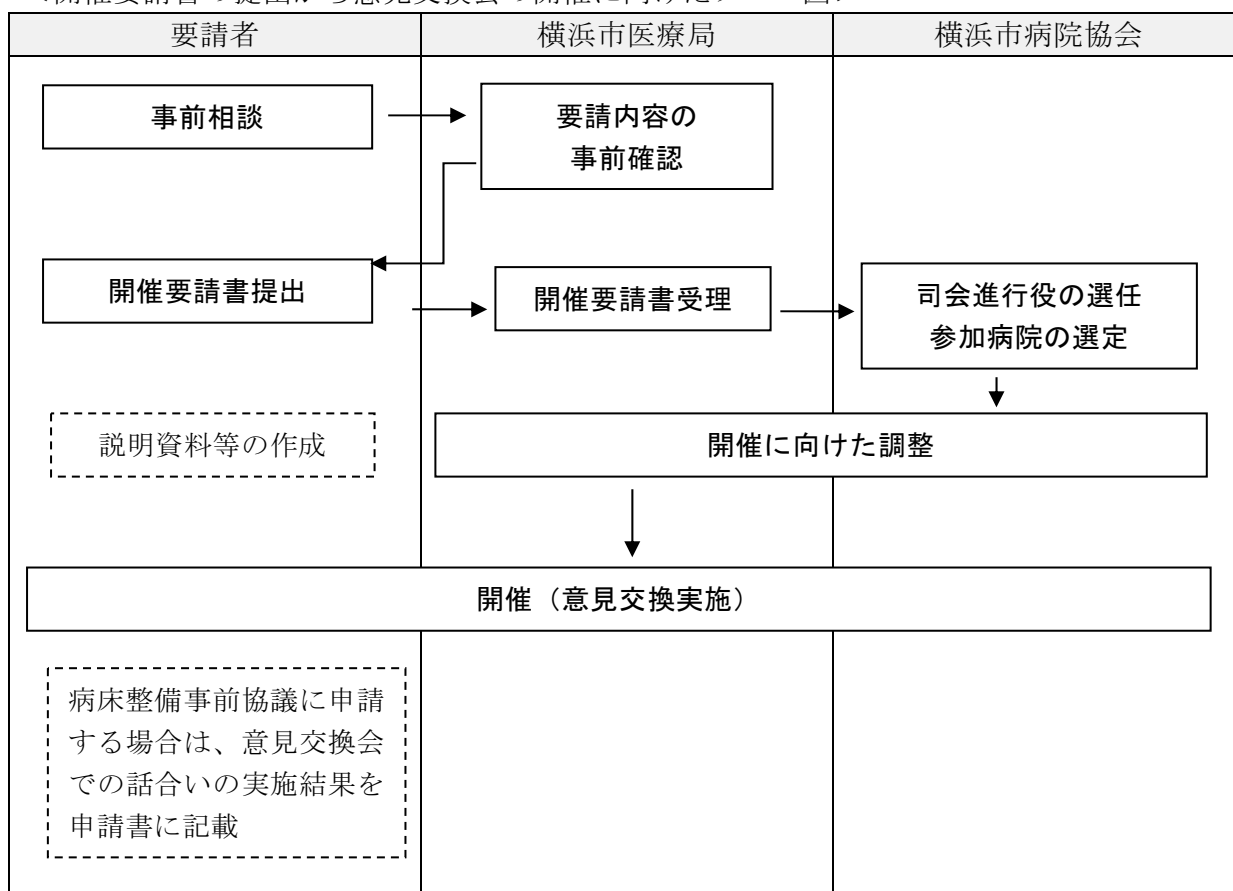 要請者
横浜市医療局
横浜市病院協会
事前相談
要請内容の
事前確認
開催要請書提出
開催要請書受理
司会進行役の選任
参加病院の選定
説明資料等の作成
開催に向けた調整
開催（意見交換実施）
病床整備事前協議に申請
する場合は、意見交換会
での話合いの実施結果を
申請書に記載